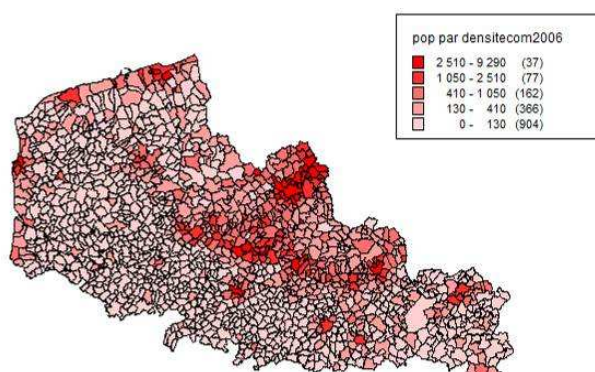 pop par densitecom2006
2 510 - 9 290 (37)
1 050 - 2 510 (77)
410 - 1 050 (162)
130 - 410 (366)
0 - 130 (904)